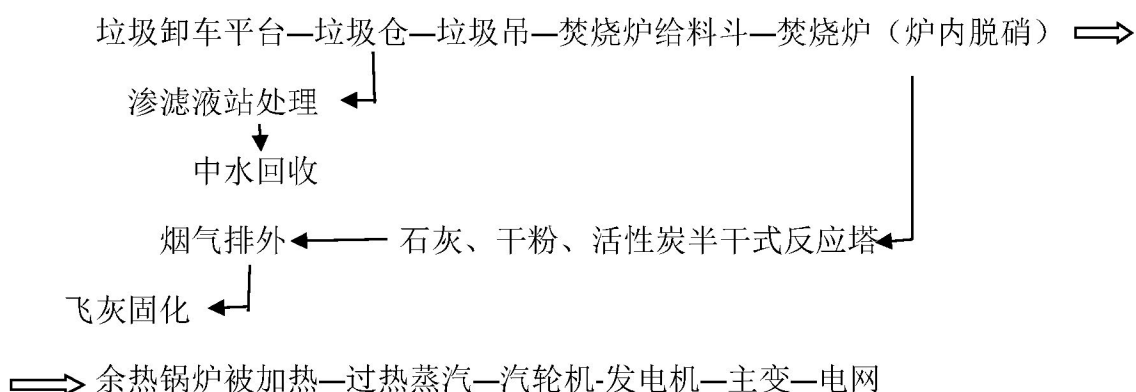 垃圾卸车平台—垃圾仓—垃圾吊—焚烧炉给料斗—焚烧炉（炉内脱硝）
渗滤液站处理
中水回收
烟气排外 石灰、干粉、活性炭半干式反应塔
飞灰固化
余热锅炉被加热—过热蒸汽—汽轮机-发电机—主变—电网